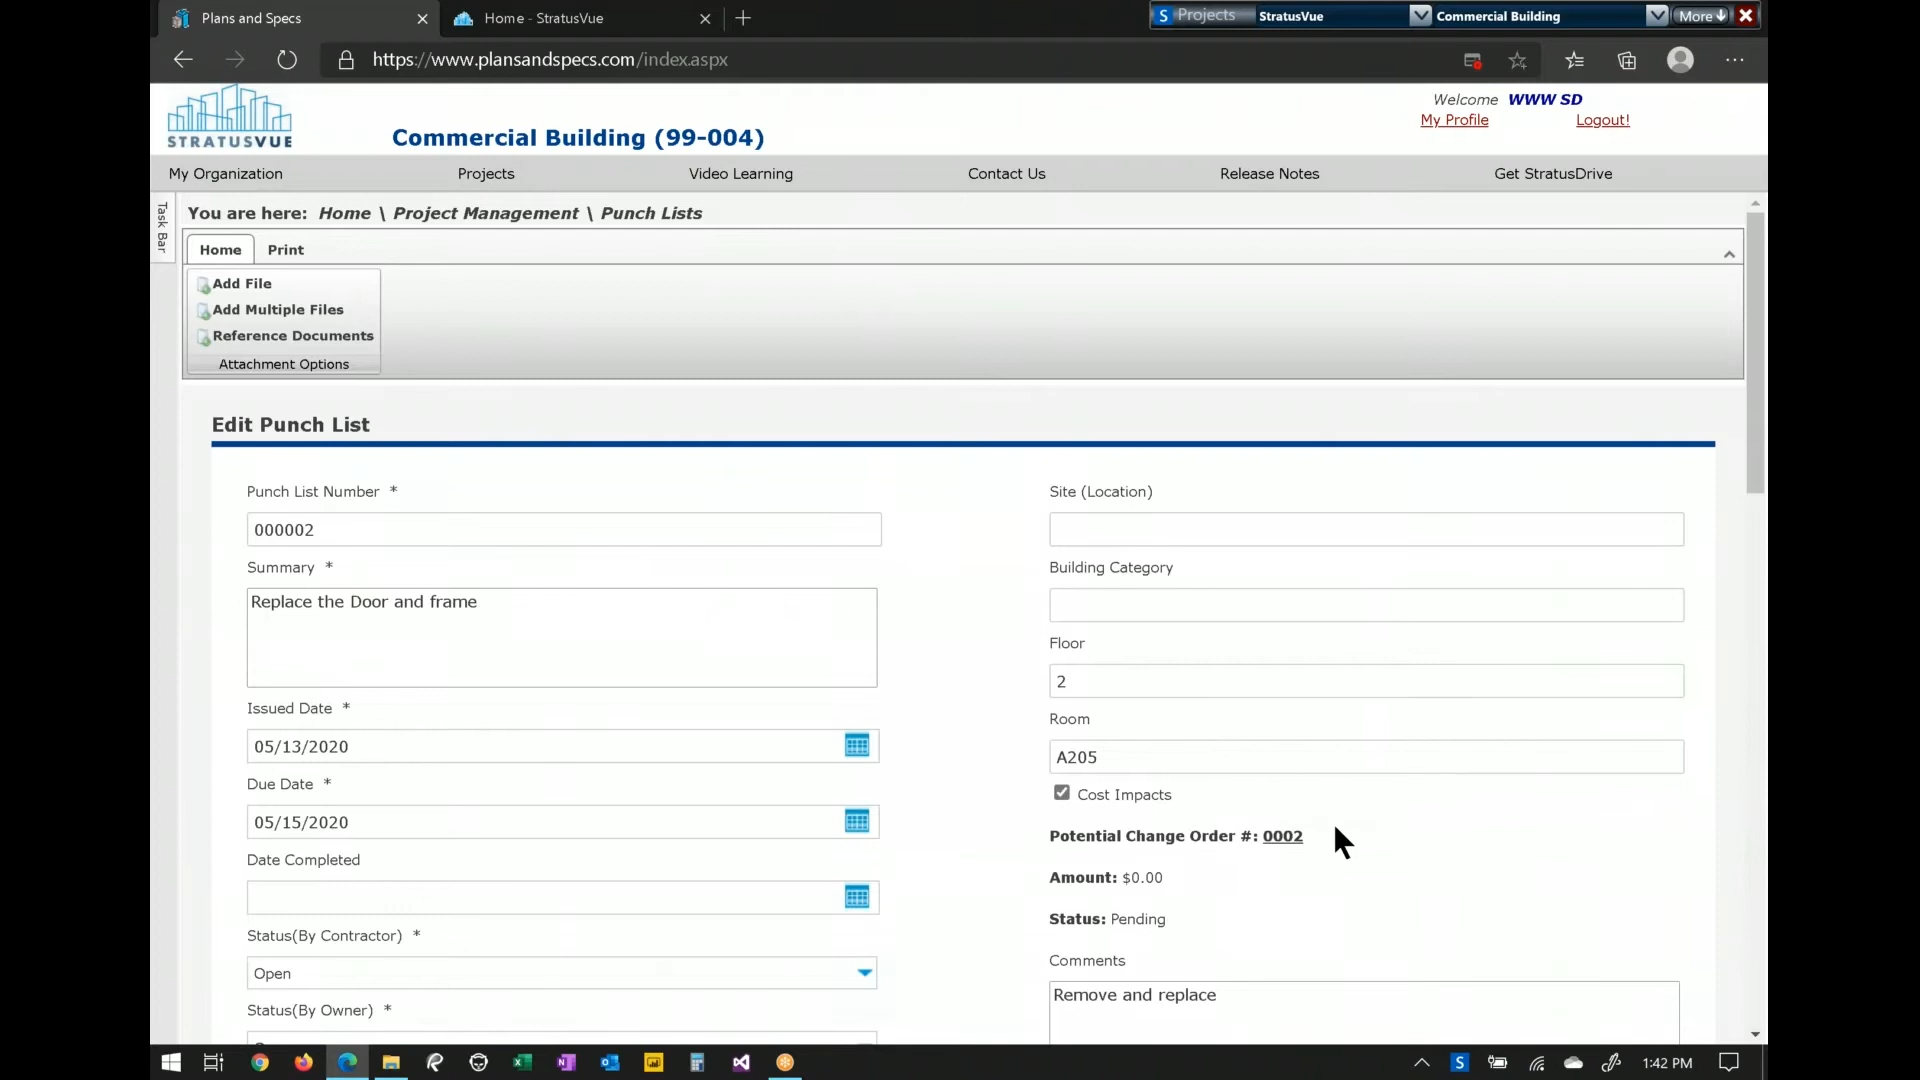 Plans and Specs
Home - StratusVue
S Projects StratusVue Commercial Building More
https://www.plansandspecs.com/index.aspx
STRATUSVUE
Commercial Building (99-004)
Welcome WWW SD
My Profile Logout!
My Organization Projects Video Learning Contact Us Release Notes Get StratusDrive
Task Bar
You are here: Home \ Project Management \ Punch Lists
Home Print
Add File
Add Multiple Files
Reference Documents
Attachment Options
Edit Punch List
Punch List Number *
000002
Summary *
Replace the Door and frame
Issued Date *
05/13/2020
Due Date *
05/15/2020
Date Completed
Status(By Contractor) *
Open
Status(By Owner) *
Site (Location)
Building Category
Floor
2
Room
A205
Cost Impacts
Potential Change Order #: 0002
Amount: $0.00
Status: Pending
Comments
Remove and replace
1:42 PM